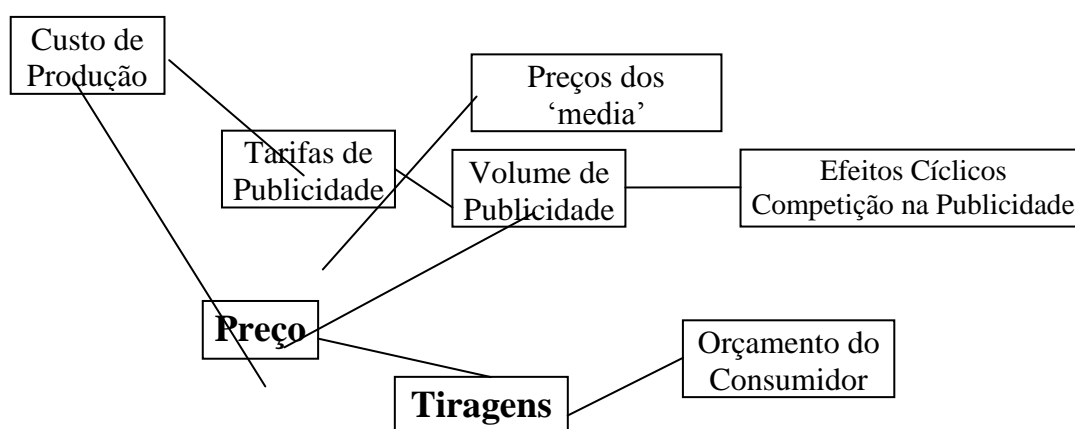 Custo de
Produção
Preços dos
‘media’
Tarifas de
Publicidade
Volume de
Publicidade
Efeitos Cíclicos
Competição na Publicidade
Preço
Orçamento do
Consumidor
Tiragens